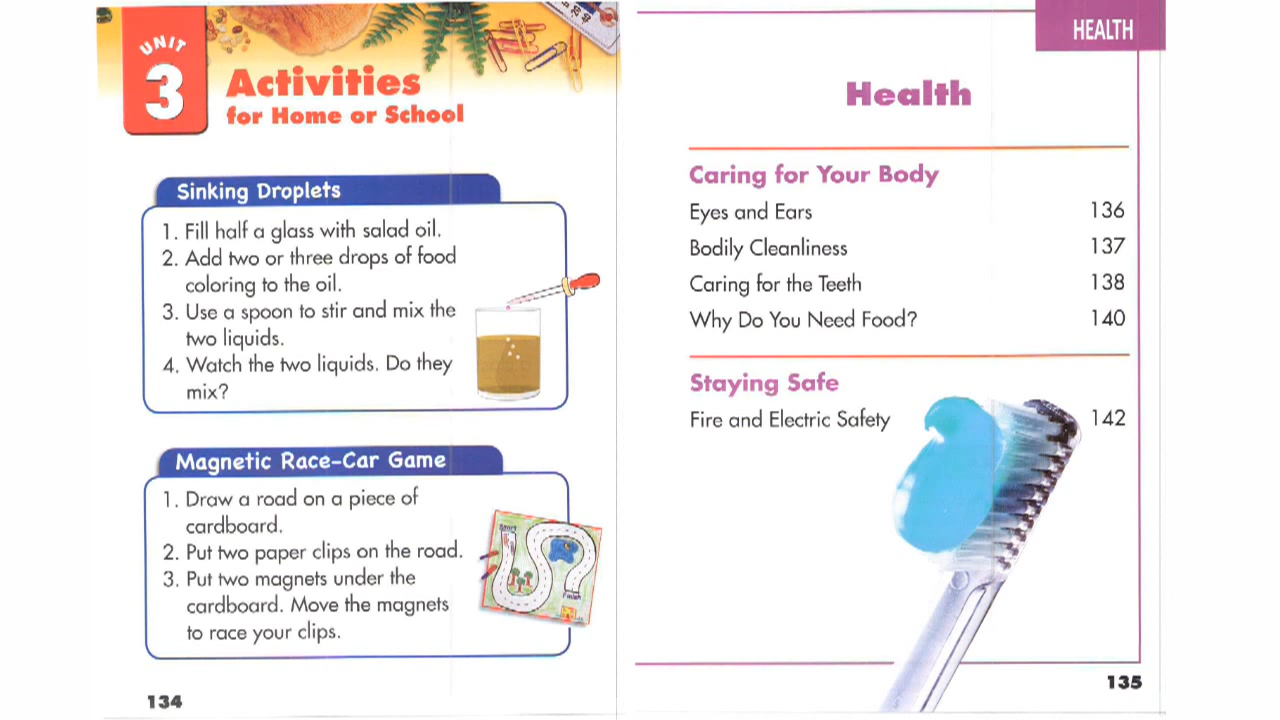 UNIT
3
Activities
for Home or School
Sinking Droplets
1. Fill half a glass with salad oil.
2. Add two or three drops of food
coloring to the oil.
3. Use a spoon to stir and mix the
two liquids.
4. Watch the two liquids. Do they
mix?
Magnetic Race-Car Game
1. Draw a road on a piece of
cardboard.
2. Put two paper clips on the road.
3. Put two magnets under the
cardboard. Move the magnets
to race your clips.
Start
Finish
134
HEALTH
Health
Caring for Your Body
Eyes and Ears 136
Bodily Cleanliness 137
Caring for the Teeth 138
Why Do You Need Food? 140
Staying Safe
Fire and Electric Safety 142
135